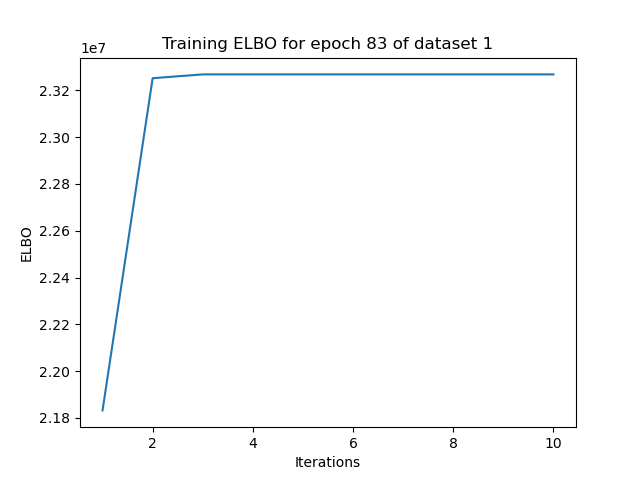 Training ELBO for epoch 83 of dataset 1
1e7
2.32
2.30
2.28
2.26
2.24
2.22
2.20
2.18
ELBO
2 4 6 8 10
Iterations